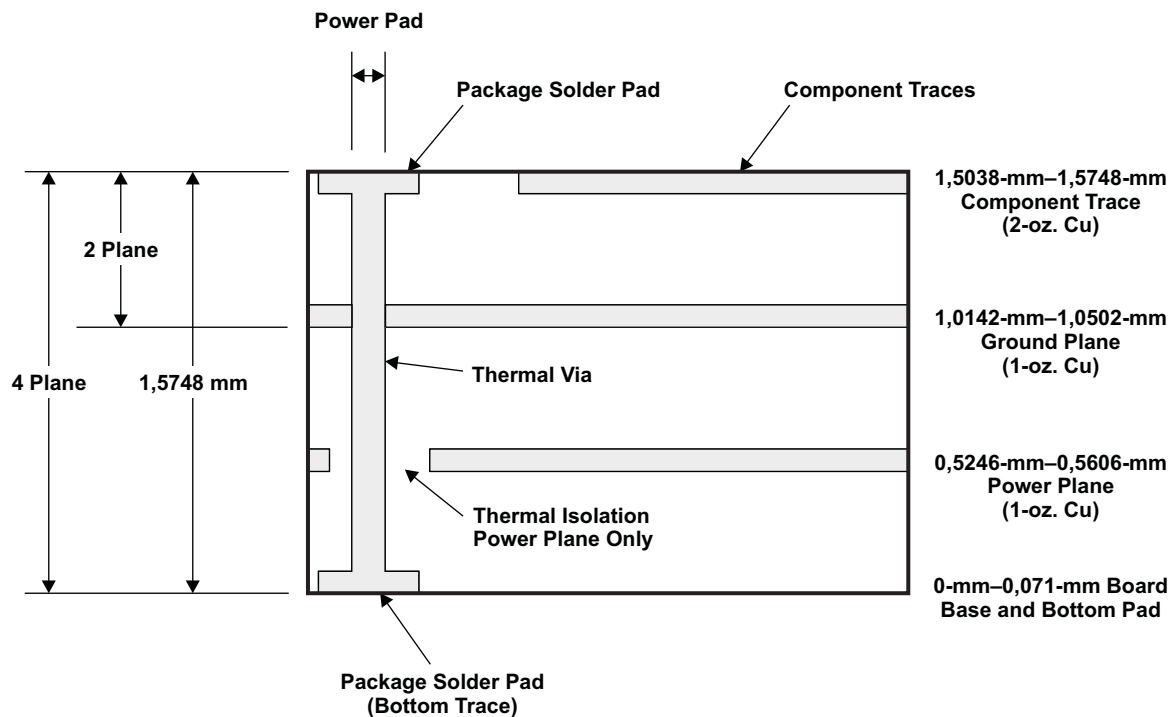 Power Pad
Package Solder Pad
Component Traces
1,5038-mm–1,5748-mm
Component Trace
(2-oz. Cu)
2 Plane
1,0142-mm–1,0502-mm
Ground Plane
(1-oz. Cu)
4 Plane
1,5748 mm
Thermal Via
0,5246-mm–0,5606-mm
Power Plane
(1-oz. Cu)
Thermal Isolation
Power Plane Only
0-mm–0,071-mm Board
Base and Bottom Pad
Package Solder Pad
(Bottom Trace)